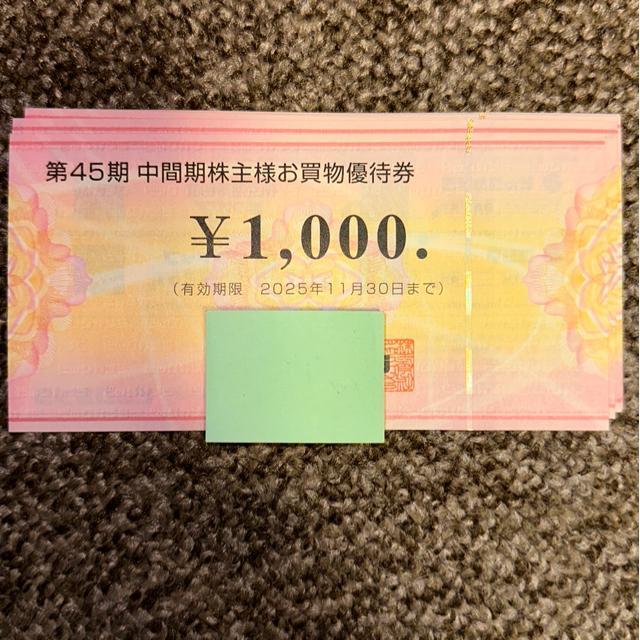 第45期 中間期株主様お買物優待券
￥1,000.
（有効期限　2025年11月30日まで）